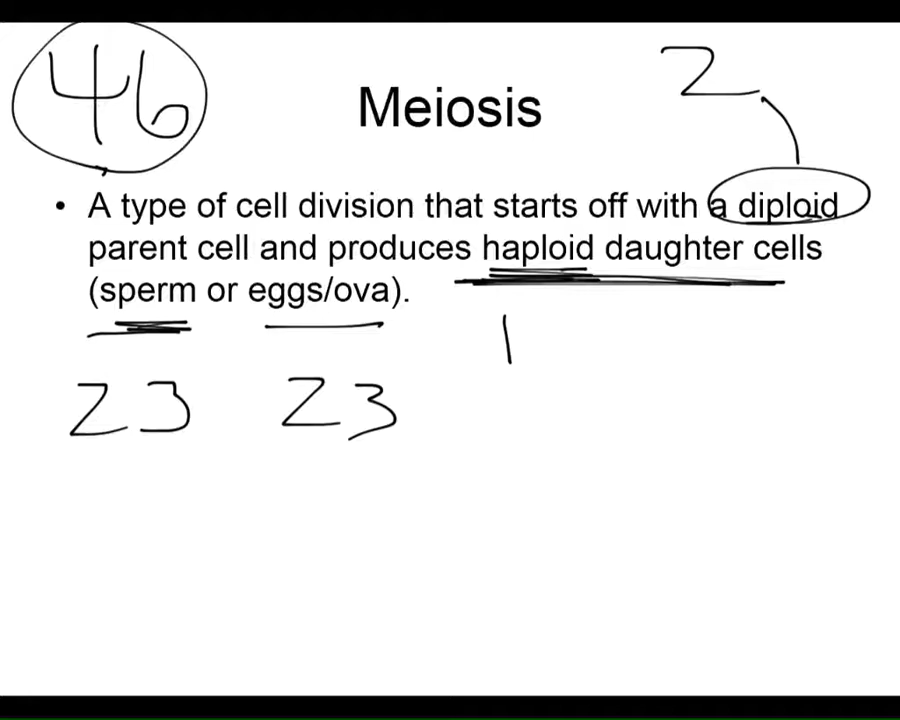 46
2
Meiosis
• A type of cell division that starts off with a diploid
parent cell and produces haploid daughter cells
(sperm or eggs/ova).
1
23 23